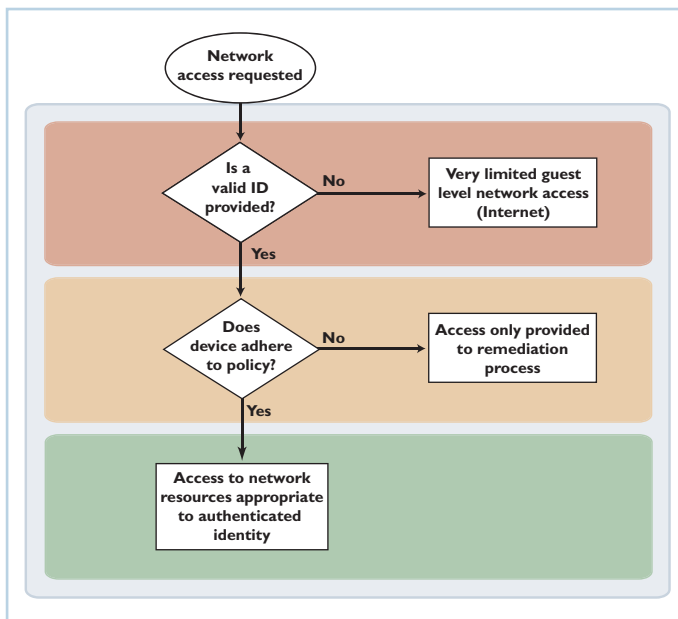 Network
access requested
Is a
valid ID
provided?
No
Very limited guest
level network access
(Internet)
Yes
Does
device adhere
to policy?
No
Access only provided
to remediation
process
Yes
Access to network
resources appropriate
to authenticated
identity